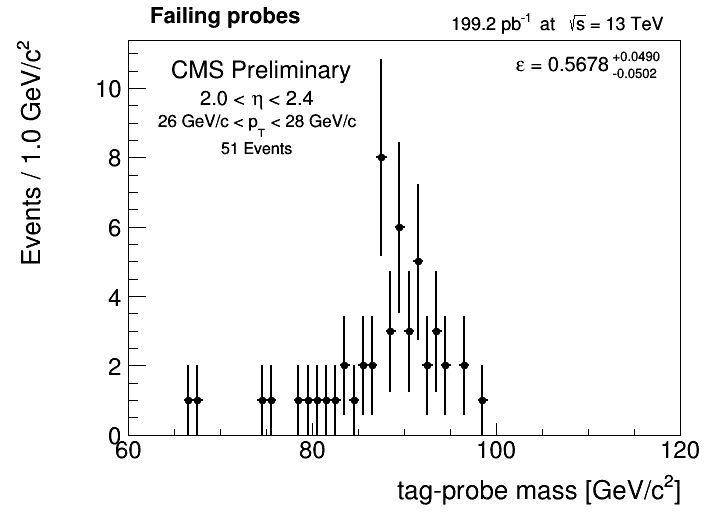 Failing probes
199.2 pb⁻¹ at √s = 13 TeV
CMS Preliminary
2.0 < η < 2.4
26 GeV/c < p_T < 28 GeV/c
51 Events
ε = 0.5678 +0.0490 -0.0502
Events / 1.0 GeV/c²
10
8
6
4
2
0
60 80 100 120
tag-probe mass [GeV/c²]